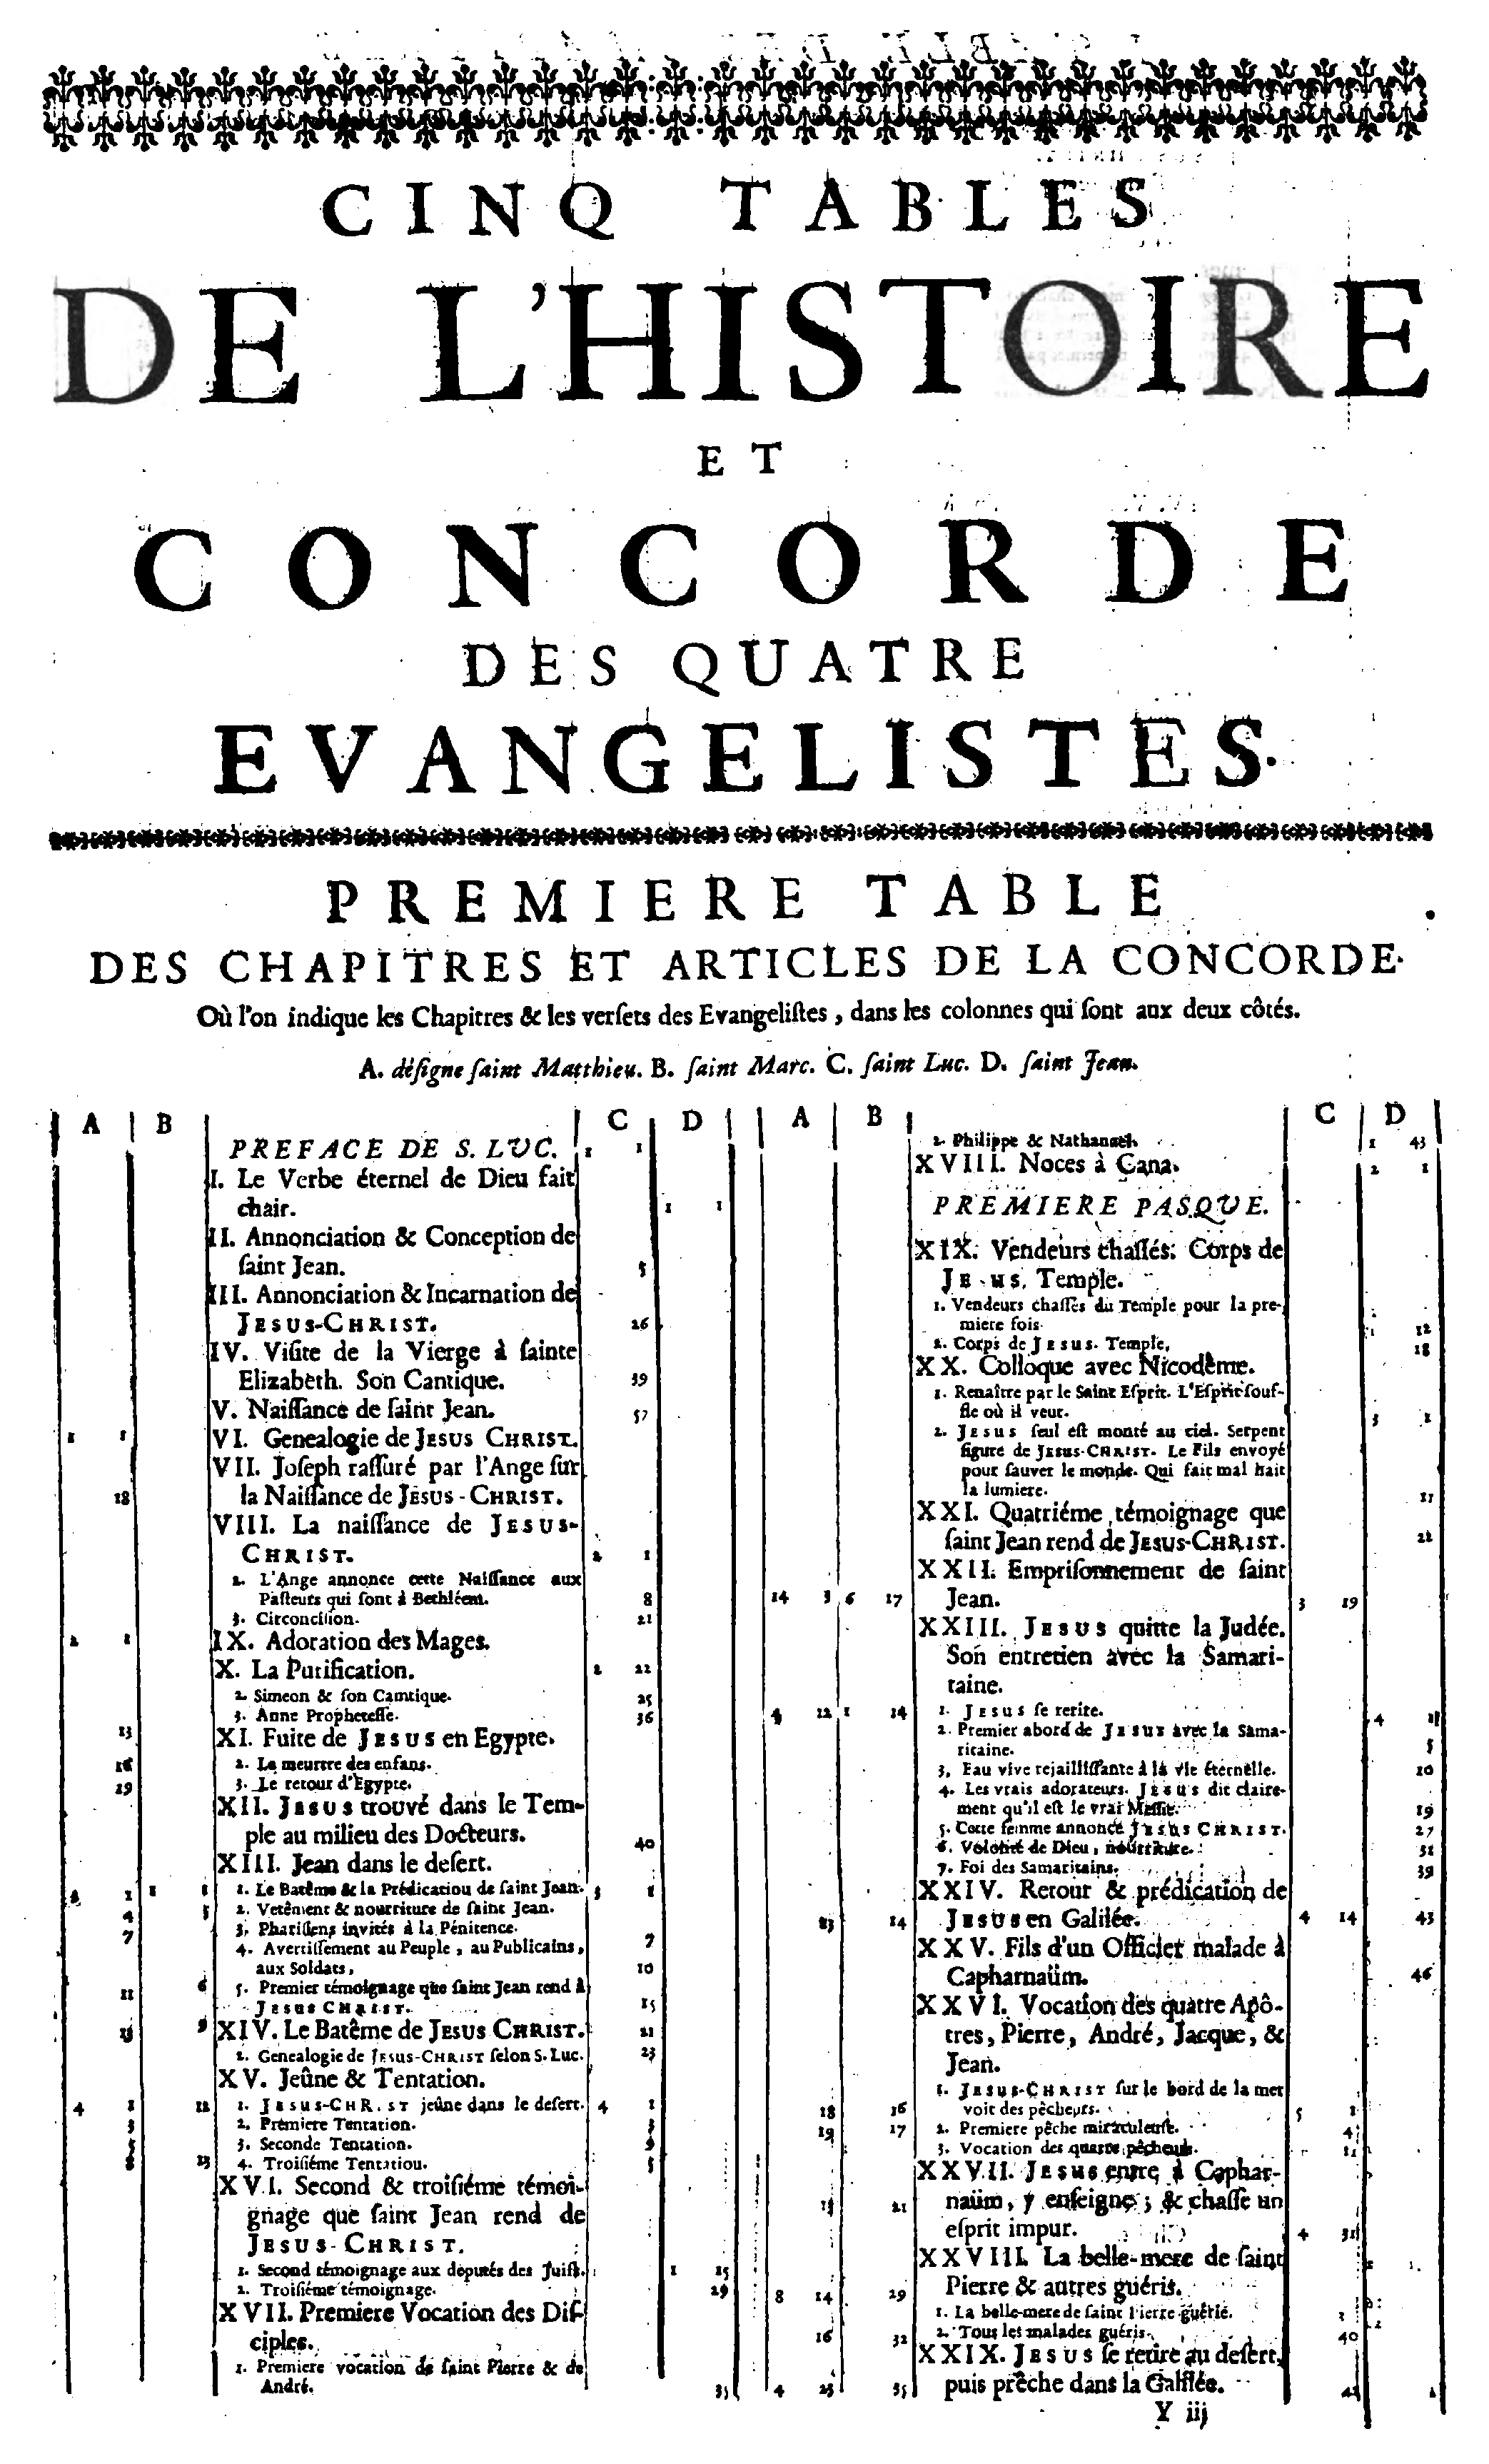 CINQ TABLES
DE L'HISTOIRE
ET
CONCORDE
DES QUATRE
EVANGELISTES.
PREMIERE TABLE
DES CHAPITRES ET ARTICLES DE LA CONCORDE.
Où l'on indique les Chapitres & les verſets des Evangeliſtes, dans les colonnes qui ſont aux deux côtés.
A. déſigne ſaint Matthieu. B. ſaint Marc. C. ſaint Luc. D. ſaint Jean.
A B C D
PREFACE DE S. LUC. 1 1
I. Le Verbe éternel de Dieu fait
chair. 1 1
II. Annonciation & Conception de
ſaint Jean. 5
III. Annonciation & Incarnation de
JESUS-CHRIST. 26
IV. Viſite de la Vierge à ſainte
Elizabeth. Son Cantique. 39
V. Naiſſance de ſaint Jean. 57
1 1 VI. Genealogie de JESUS CHRIST.
VII. Joſeph raſſuré par l'Ange ſur
18 la Naiſſance de JESUS-CHRIST.
VIII. La naiſſance de JESUS-
CHRIST. 2 1
2. L'Ange annonce cette Naiſſance aux
Paſteurs qui ſont à Bethléem. 8
3. Circonciſion. 21
2 1 IX. Adoration des Mages.
X. La Purification. 2 22
2. Simeon & ſon Camtique. 25
3. Anne Propheteſſe. 36
13 XI. Fuite de JESUS en Egypte.
16 2. Le meurtre des enfans.
19 3. Le retour d'Egypte.
XII. JESUS trouvé dans le Tem-
ple au milieu des Docteurs. 40
XIII. Jean dans le deſert.
1 1 1 1. Le Batême & la Prédicatiou de ſaint Jean. 3 1
4 5 2. Vetêment & nourriture de ſaint Jean.
7 3. Phariſiens invités à la Pénitence. 7
4. Avertiſſement au Peuple, au Publicains,
aux Soldats, 10
11 6 5. Premier témoignage que ſaint Jean rend à
JESUS CHRIST. 15
13 9 XIV. Le Batême de JESUS CHRIST. 21
2. Genealogie de JESUS-CHRIST ſelon S. Luc. 23
XV. Jeûne & Tentation.
4 1 12 1. JESUS-CHRIST jeûne dans le deſert. 4 1
3 2. Premiere Tentation. 3
5 3. Seconde Tentation. 9
8 13 4. Troiſiéme Tentatiou. 5
XVI. Second & troiſiéme témoi-
gnage que ſaint Jean rend de
JESUS-CHRIST.
1. Second témoignage aux deputés des Juifs. 1 15
2. Troiſiéme témoignage. 29
XVII. Premiere Vocation des Diſ-
ciples.
1. Premiere vocation de ſaint Pierre & de
André. 35
A B C D
2. Philippe & Nathanaël. 1 43
XVIII. Noces à Cana. 2 1
PREMIERE PASQUE.
XIX. Vendeurs chaſſés: Corps de
JESUS, Temple.
1. Vendeurs chaſſés du Temple pour la pre-
miere fois. 12
2. Corps de JESUS. Temple. 18
XX. Colloque avec Nicodême.
1. Renaître par le Saint Eſprit. L'Eſprit ſouf-
fle où il veut. 3 1
2. JESUS ſeul eſt monté au ciel. Serpent
figure de JESUS-CHRIST. Le Fils envoyé
pour ſauver le monde. Qui fait mal hait
la lumiere. 11
XXI. Quatriéme témoignage que
ſaint Jean rend de JESUS-CHRIST. 22
XXII. Empriſonnement de ſaint
14 3 6 17 Jean. 3 19
XXIII. JESUS quitte la Judée.
Son entretien avec la Samari-
taine.
4 12 1 14 1. JESUS ſe retire. 4
2. Premier abord de JESUS avec la Sama-
ritaine. 5
3. Eau vive rejailliſſante à la vie éternelle. 10
4. Les vrais adorateurs. JESUS dit claire-
ment qu'il eſt le vrai Meſſie. 19
5. Cette femme annonce JESUS CHRIST. 27
6. Volonté de Dieu, nourriture. 31
7. Foi des Samaritains. 39
XXIV. Retour & prédication de
14 JESUS en Galilée. 4 14 43
XXV. Fils d'un Officier malade à
Capharnaüm. 46
XXVI. Vocation des quatre Apô-
tres, Pierre, André, Jacque, &
Jean.
1. JESUS-CHRIST ſur le bord de la mer
18 16 voit des pêcheurs. 5 1
19 17 2. Premiere pêche miraculeuſe. 4
3. Vocation des quatre pêcheurs. 11
XXVII. JESUS entre à Caphar-
21 naüm, y enſeigne; & chaſſe un
eſprit impur. 4 31
XXVIII. La belle-mere de ſaint
8 14 29 Pierre & autres guéris.
1. La belle-mere de ſaint Pierre guérie.
16 32 2. Tous les malades guéris. 40
XXIX. JESUS ſe retire au deſert,
4 23 35 puis prêche dans la Galilée. 42
Y iij